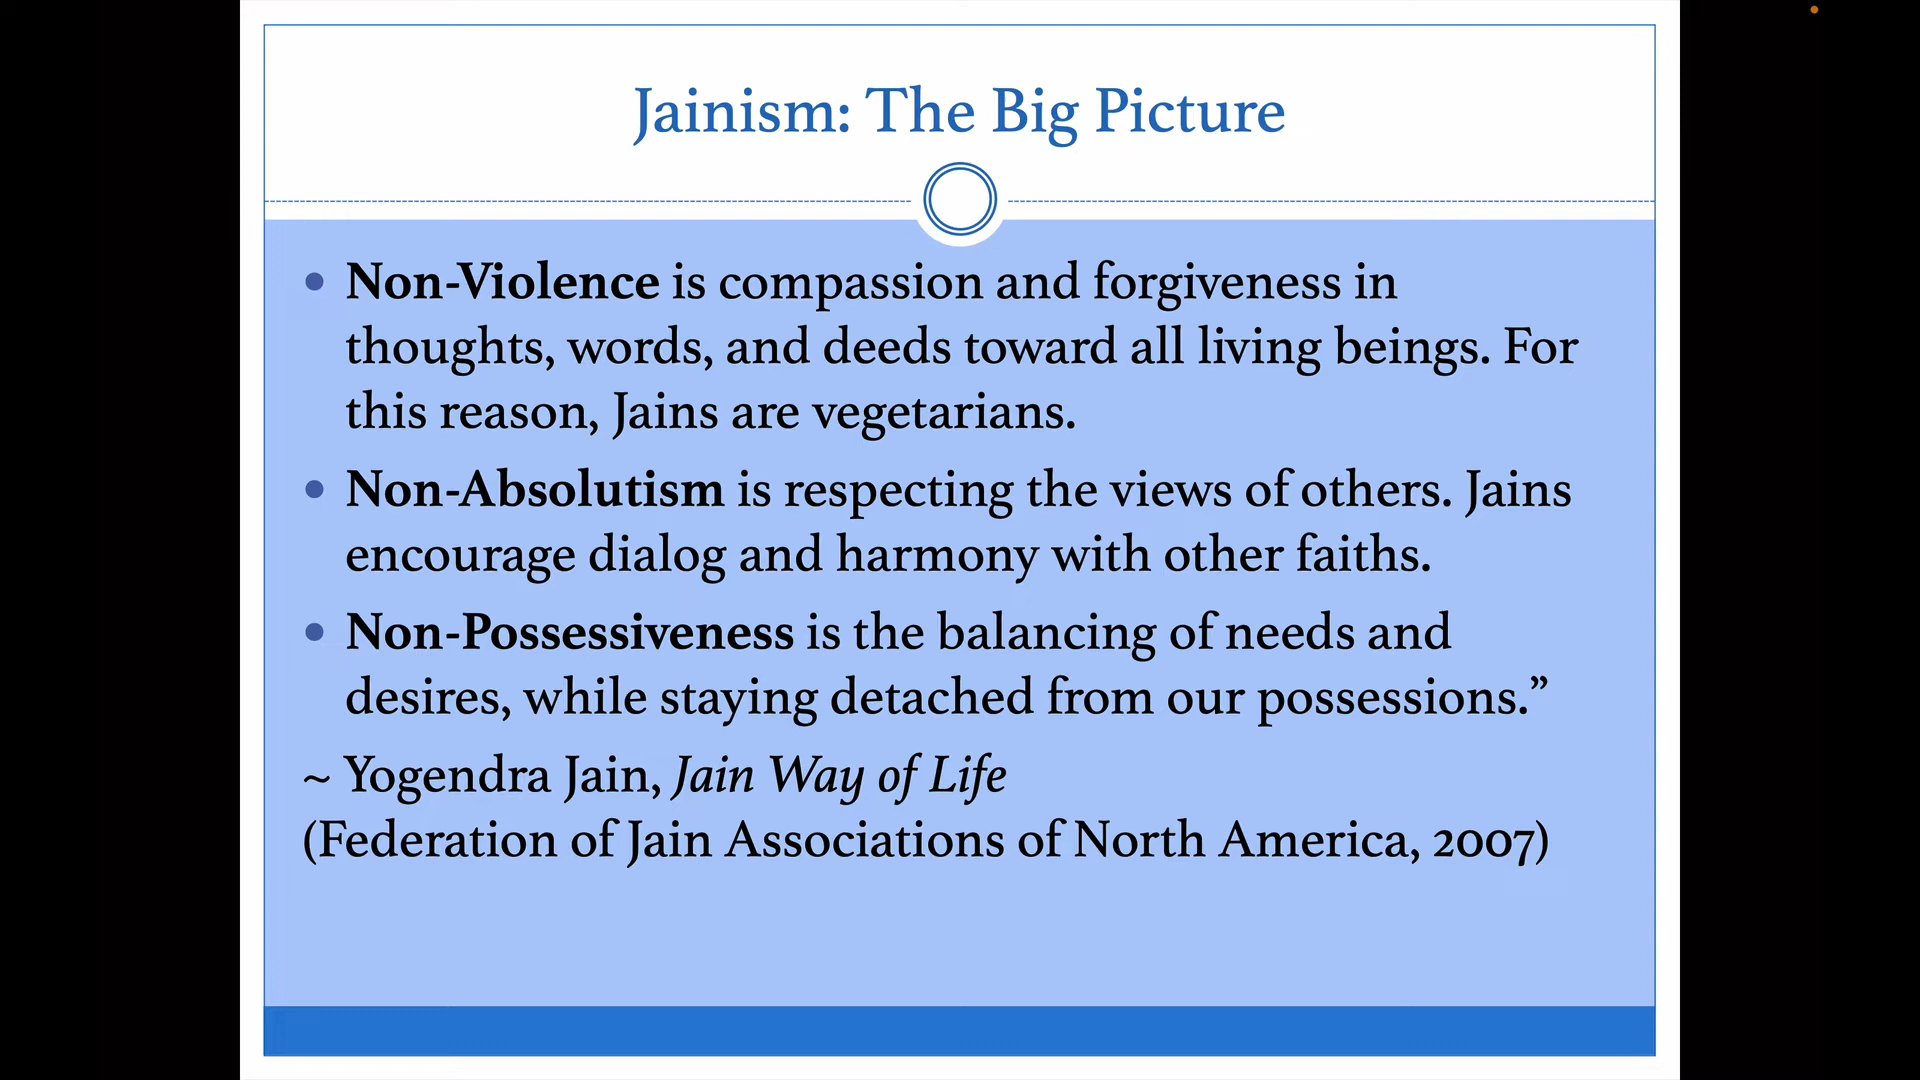 Jainism: The Big Picture
• Non-Violence is compassion and forgiveness in
thoughts, words, and deeds toward all living beings. For
this reason, Jains are vegetarians.
• Non-Absolutism is respecting the views of others. Jains
encourage dialog and harmony with other faiths.
• Non-Possessiveness is the balancing of needs and
desires, while staying detached from our possessions.”
~ Yogendra Jain, Jain Way of Life
(Federation of Jain Associations of North America, 2007)